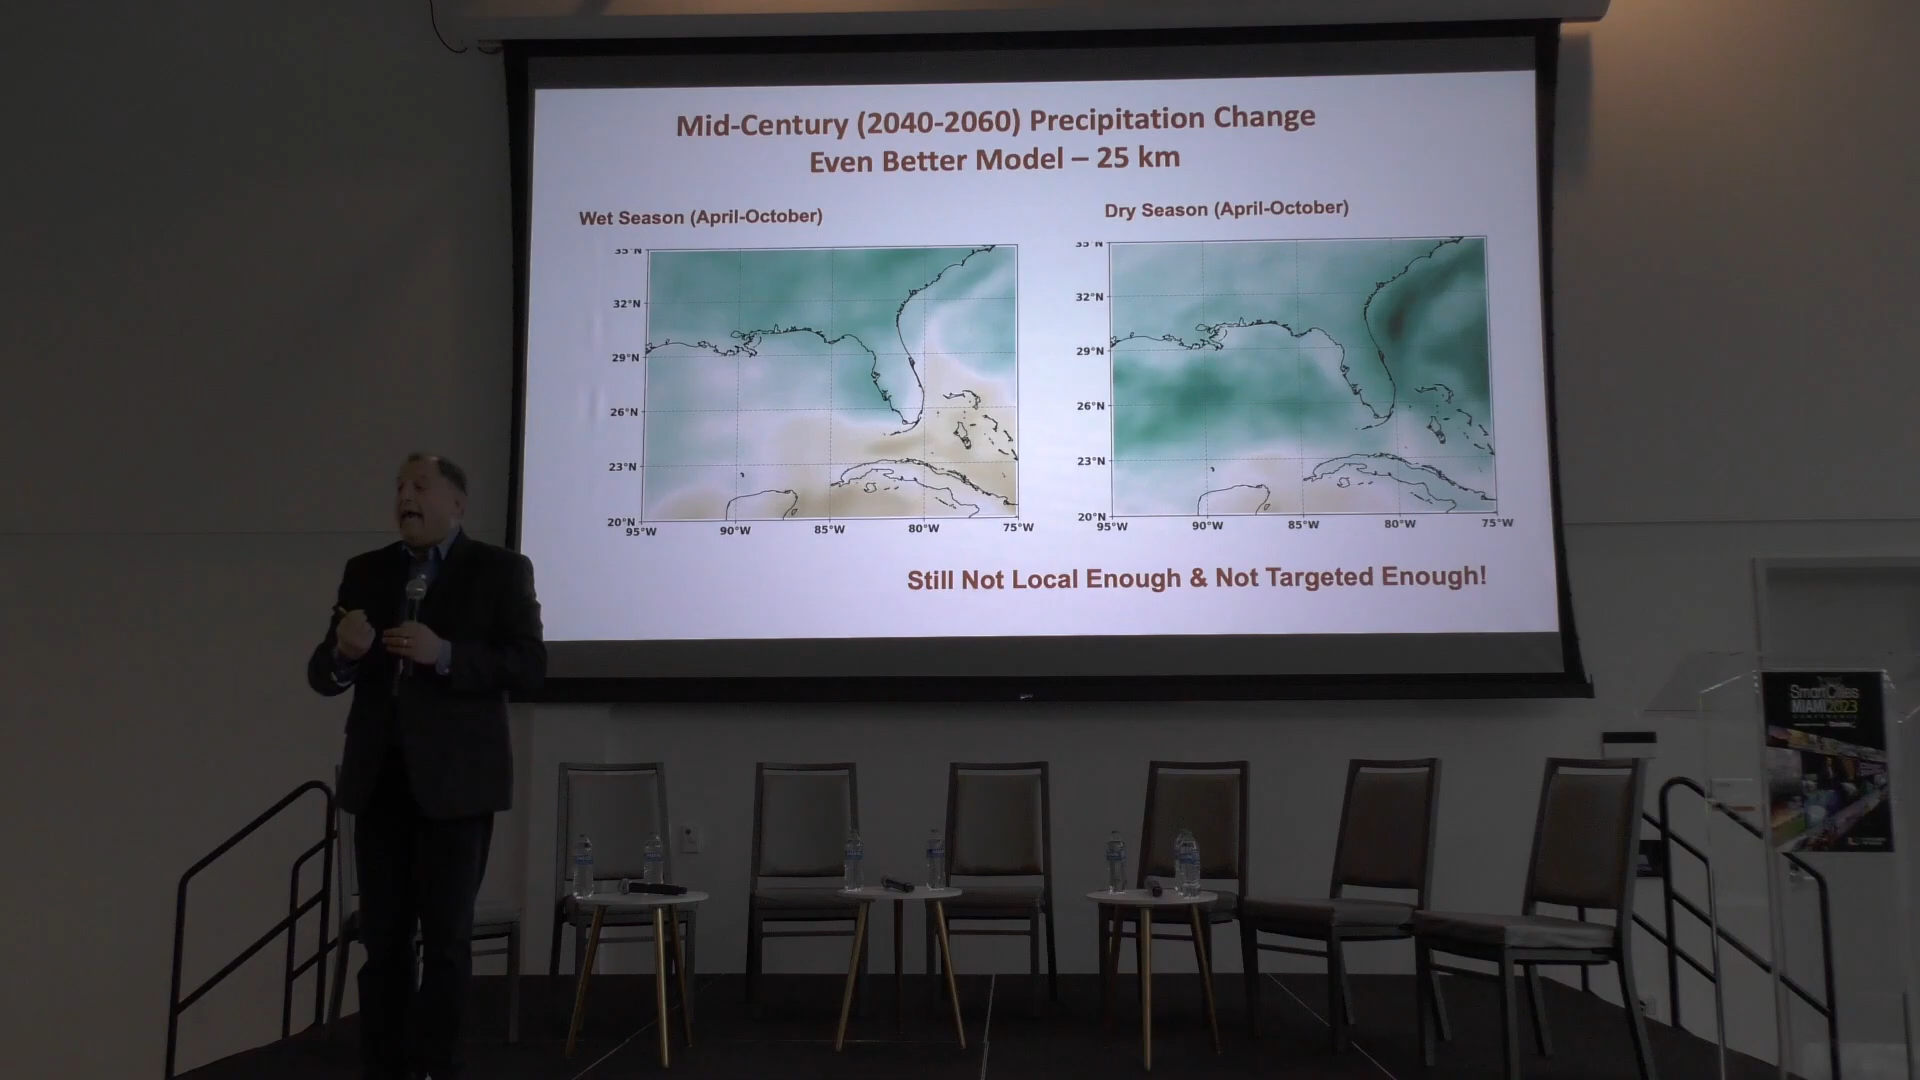 Mid-Century (2040-2060) Precipitation Change
Even Better Model – 25 km
Wet Season (April-October)
Dry Season (April-October)
32°N
29°N
26°N
23°N
20°N
95°W 90°W 85°W 80°W 75°W
32°N
29°N
26°N
23°N
20°N
95°W 90°W 85°W 80°W 75°W
Still Not Local Enough & Not Targeted Enough!
SmartCities
MIAMI2023
CONFERENCE